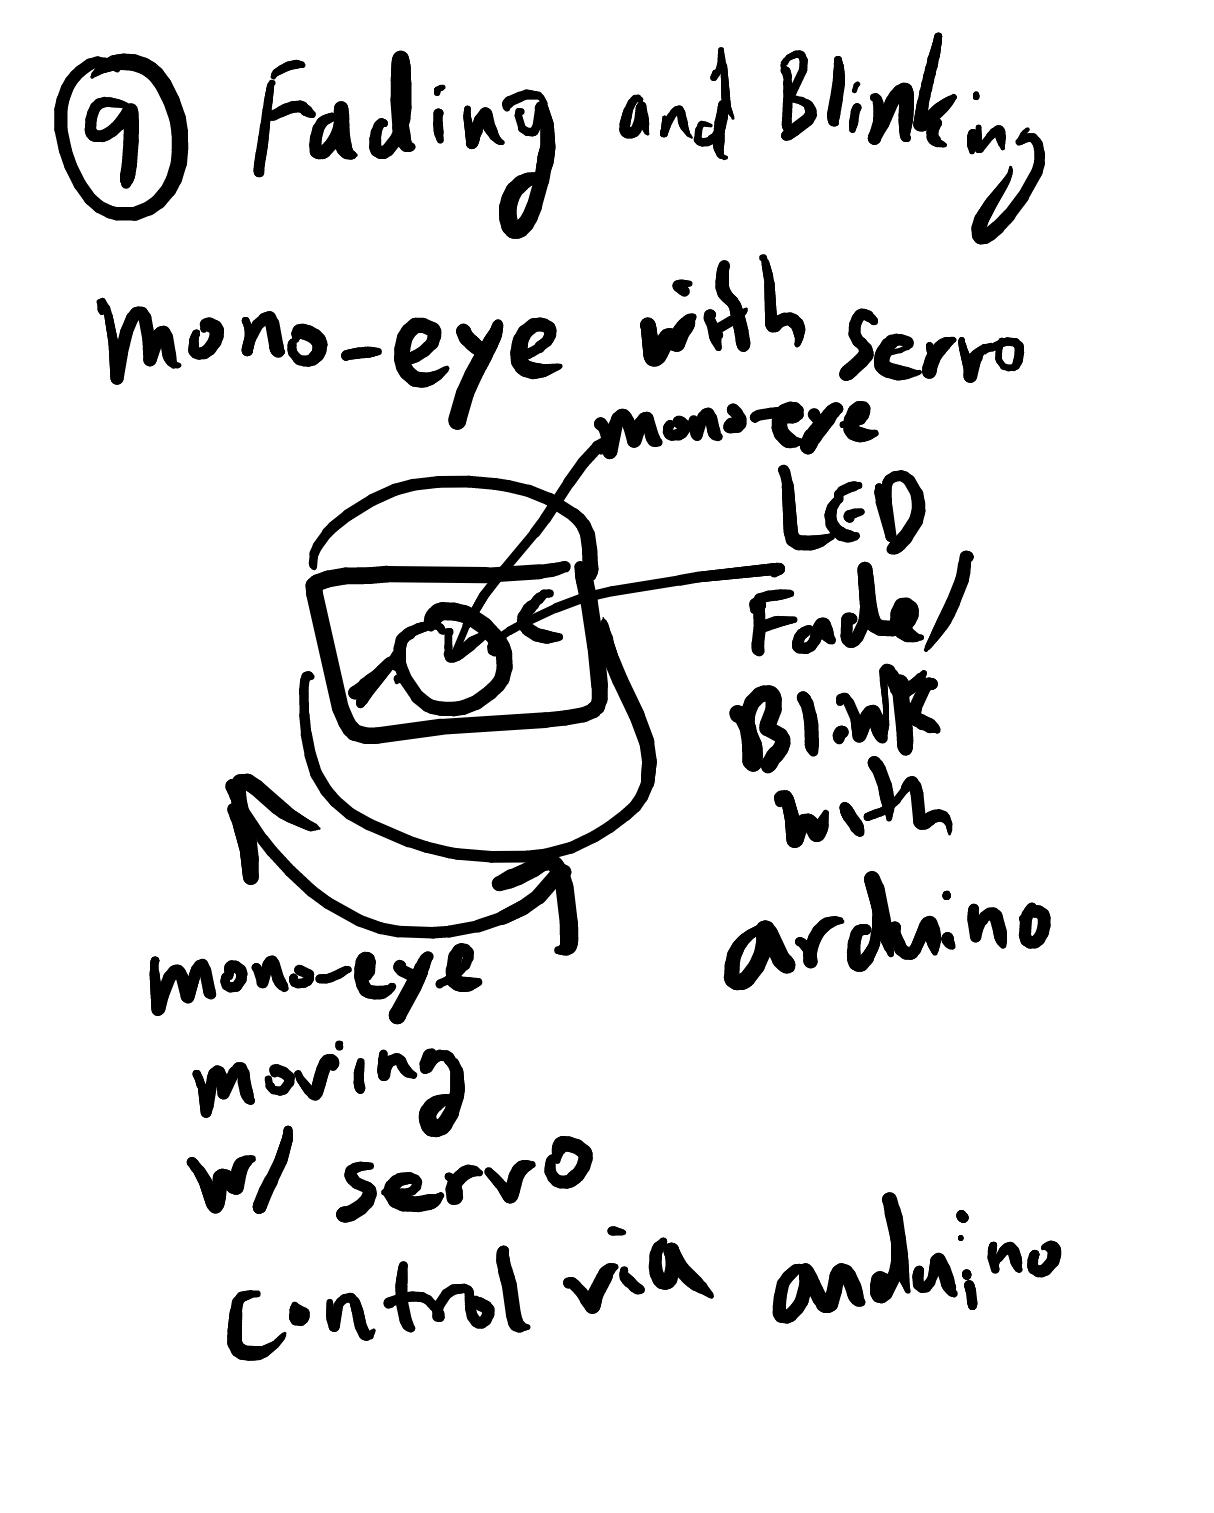 9 Fading and Blinking
mono-eye with servo
mono-eye
LED
Fade/
Blink
with
arduino
mono-eye
moving
w/ servo
control via arduino